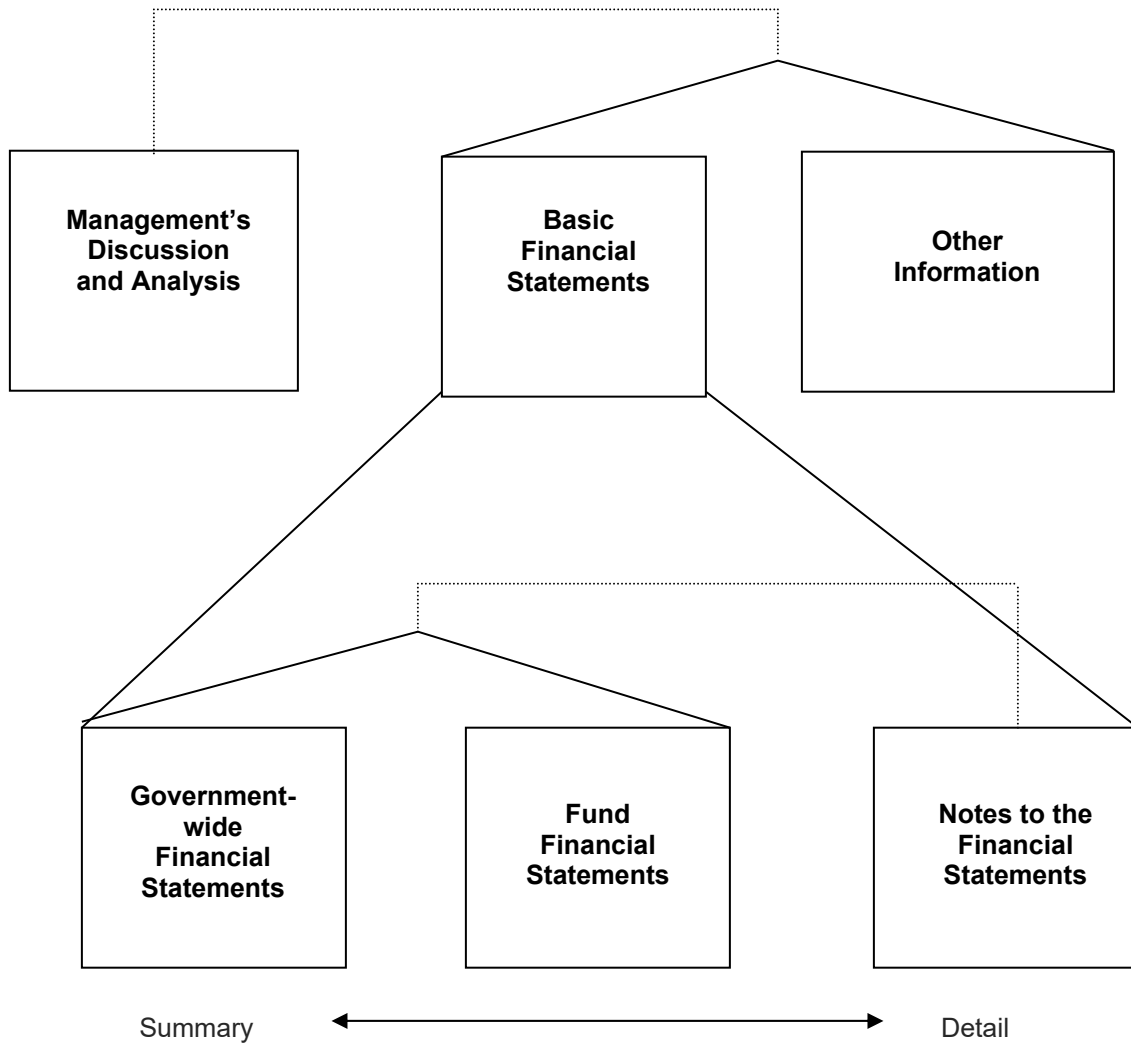 Management’s
Discussion
and Analysis
Basic
Financial
Statements
Other
Information
Government-
wide
Financial
Statements
Fund
Financial
Statements
Notes to the
Financial
Statements
Summary
Detail